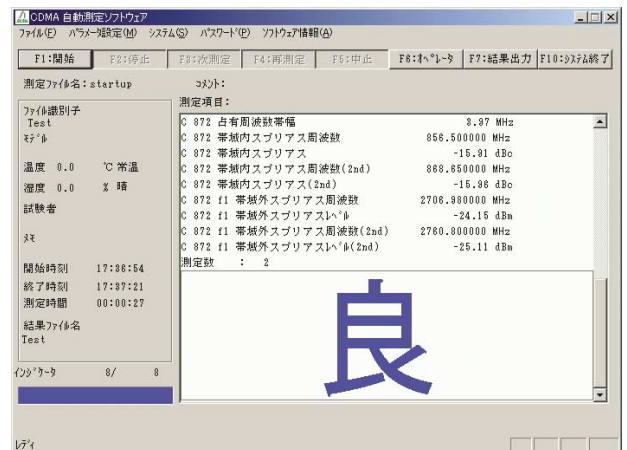 CDMA 自動測定ソフトウェア
ファイル(F) パラメータ設定(M) システム(S) パスワード(P) ソフトウェア情報(A)
F1:開始 F2:停止 F3:次測定 F4:再測定 F5:中止 F6:オペレータ F7:結果出力 F10:システム終了
測定ファイル名:startup コメント:
測定項目:
ファイル識別子
Test
モデル
温度 0.0 ℃ 常温
湿度 0.0 % 晴
試験者
メモ
開始時刻 17:36:54
終了時刻 17:37:21
測定時間 00:00:27
結果ファイル名
Test
インジケータ 8/ 8
C 872 占有周波数帯幅 3.97 MHz
C 872 帯域内スプリアス周波数 856.500000 MHz
C 872 帯域内スプリアス -15.91 dBc
C 872 帯域内スプリアス周波数(2nd) 868.650000 MHz
C 872 帯域内スプリアス(2nd) -15.96 dBc
C 872 f1 帯域外スプリアス周波数 2706.980000 MHz
C 872 f1 帯域外スプリアスレベル -24.15 dBm
C 872 f1 帯域外スプリアス周波数(2nd) 2760.800000 MHz
C 872 f1 帯域外スプリアスレベル(2nd) -25.11 dBm
測定数 : 2
良
レディ